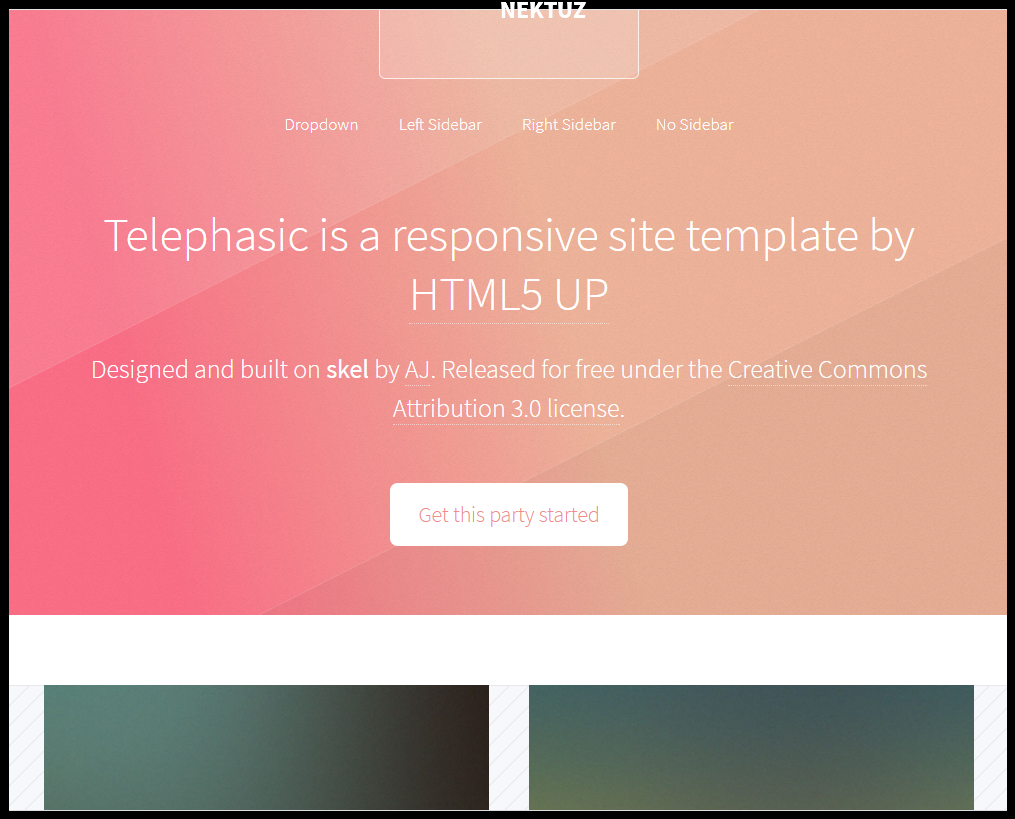 NEKTUZ
Dropdown Left Sidebar Right Sidebar No Sidebar
Telephasic is a responsive site template by
HTML5 UP
Designed and built on skel by AJ. Released for free under the Creative Commons
Attribution 3.0 license.
Get this party started